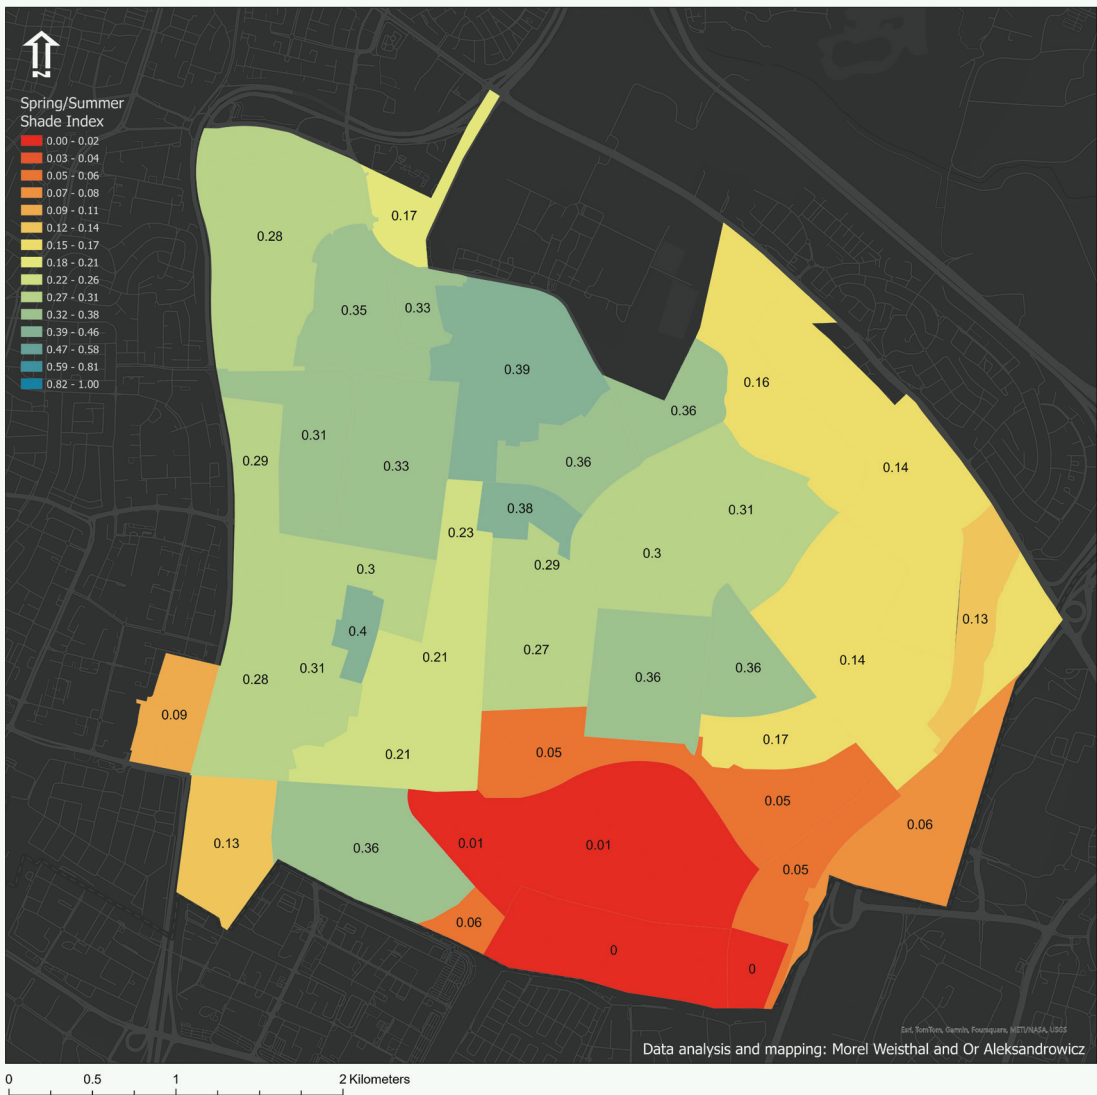 N
Spring/Summer
Shade Index
0.00 - 0.02
0.03 - 0.04
0.05 - 0.06
0.07 - 0.08
0.09 - 0.11
0.12 - 0.14
0.15 - 0.17
0.18 - 0.21
0.22 - 0.26
0.27 - 0.31
0.32 - 0.38
0.39 - 0.46
0.47 - 0.58
0.59 - 0.81
0.82 - 1.00
0.17
0.28
0.35
0.33
0.39
0.16
0.36
0.31
0.29
0.33
0.36
0.14
0.38
0.31
0.23
0.3
0.29
0.3
0.4
0.13
0.28
0.31
0.21
0.27
0.36
0.36
0.14
0.09
0.21
0.05
0.17
0.05
0.13
0.36
0.01
0.01
0.06
0.05
0.06
0
0
Esri, TomTom, Garmin, Foursquare, METI/NASA, USGS
Data analysis and mapping: Morel Weisthal and Or Aleksandrowicz
0 0.5 1 2 Kilometers